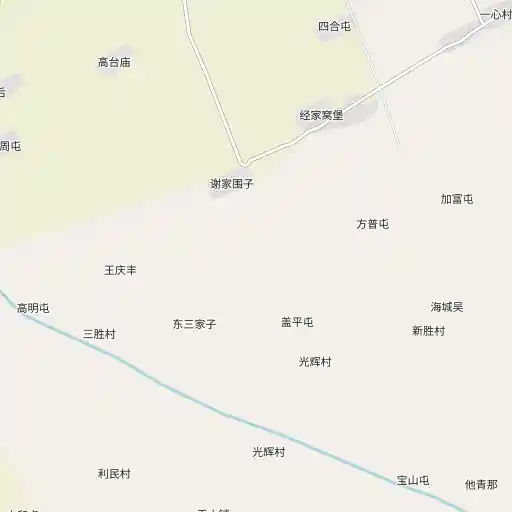 一心村
四合屯
高台庙
后
经家窝堡
周屯
谢家围子
加富屯
方普屯
王庆丰
高明屯
海城吴
三胜村
东三家子
盖平屯
新胜村
光辉村
光辉村
利民村
宝山屯
他青那